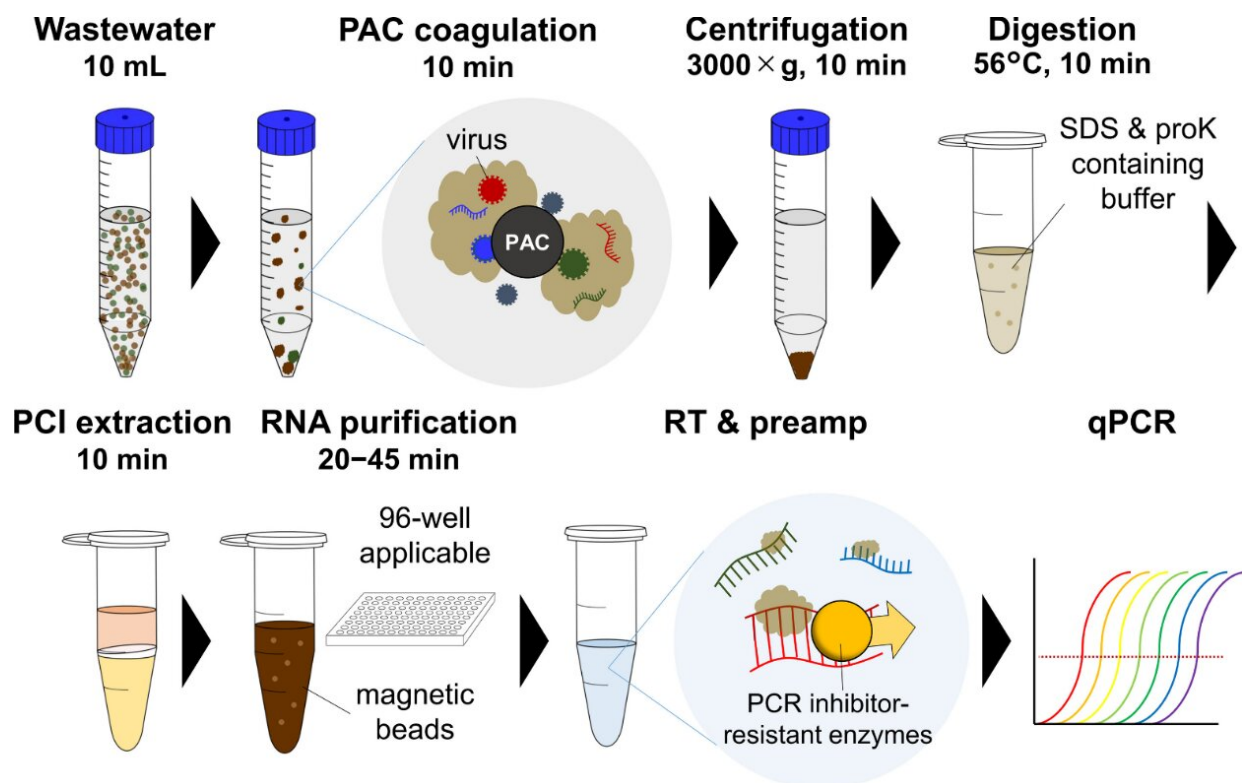 Wastewater
10 mL
PAC coagulation
10 min
Centrifugation
3000 × g, 10 min
Digestion
56°C, 10 min
virus
PAC
SDS & proK
containing
buffer
PCI extraction
10 min
RNA purification
20−45 min
RT & preamp
qPCR
96-well
applicable
magnetic
beads
PCR inhibitor-
resistant enzymes